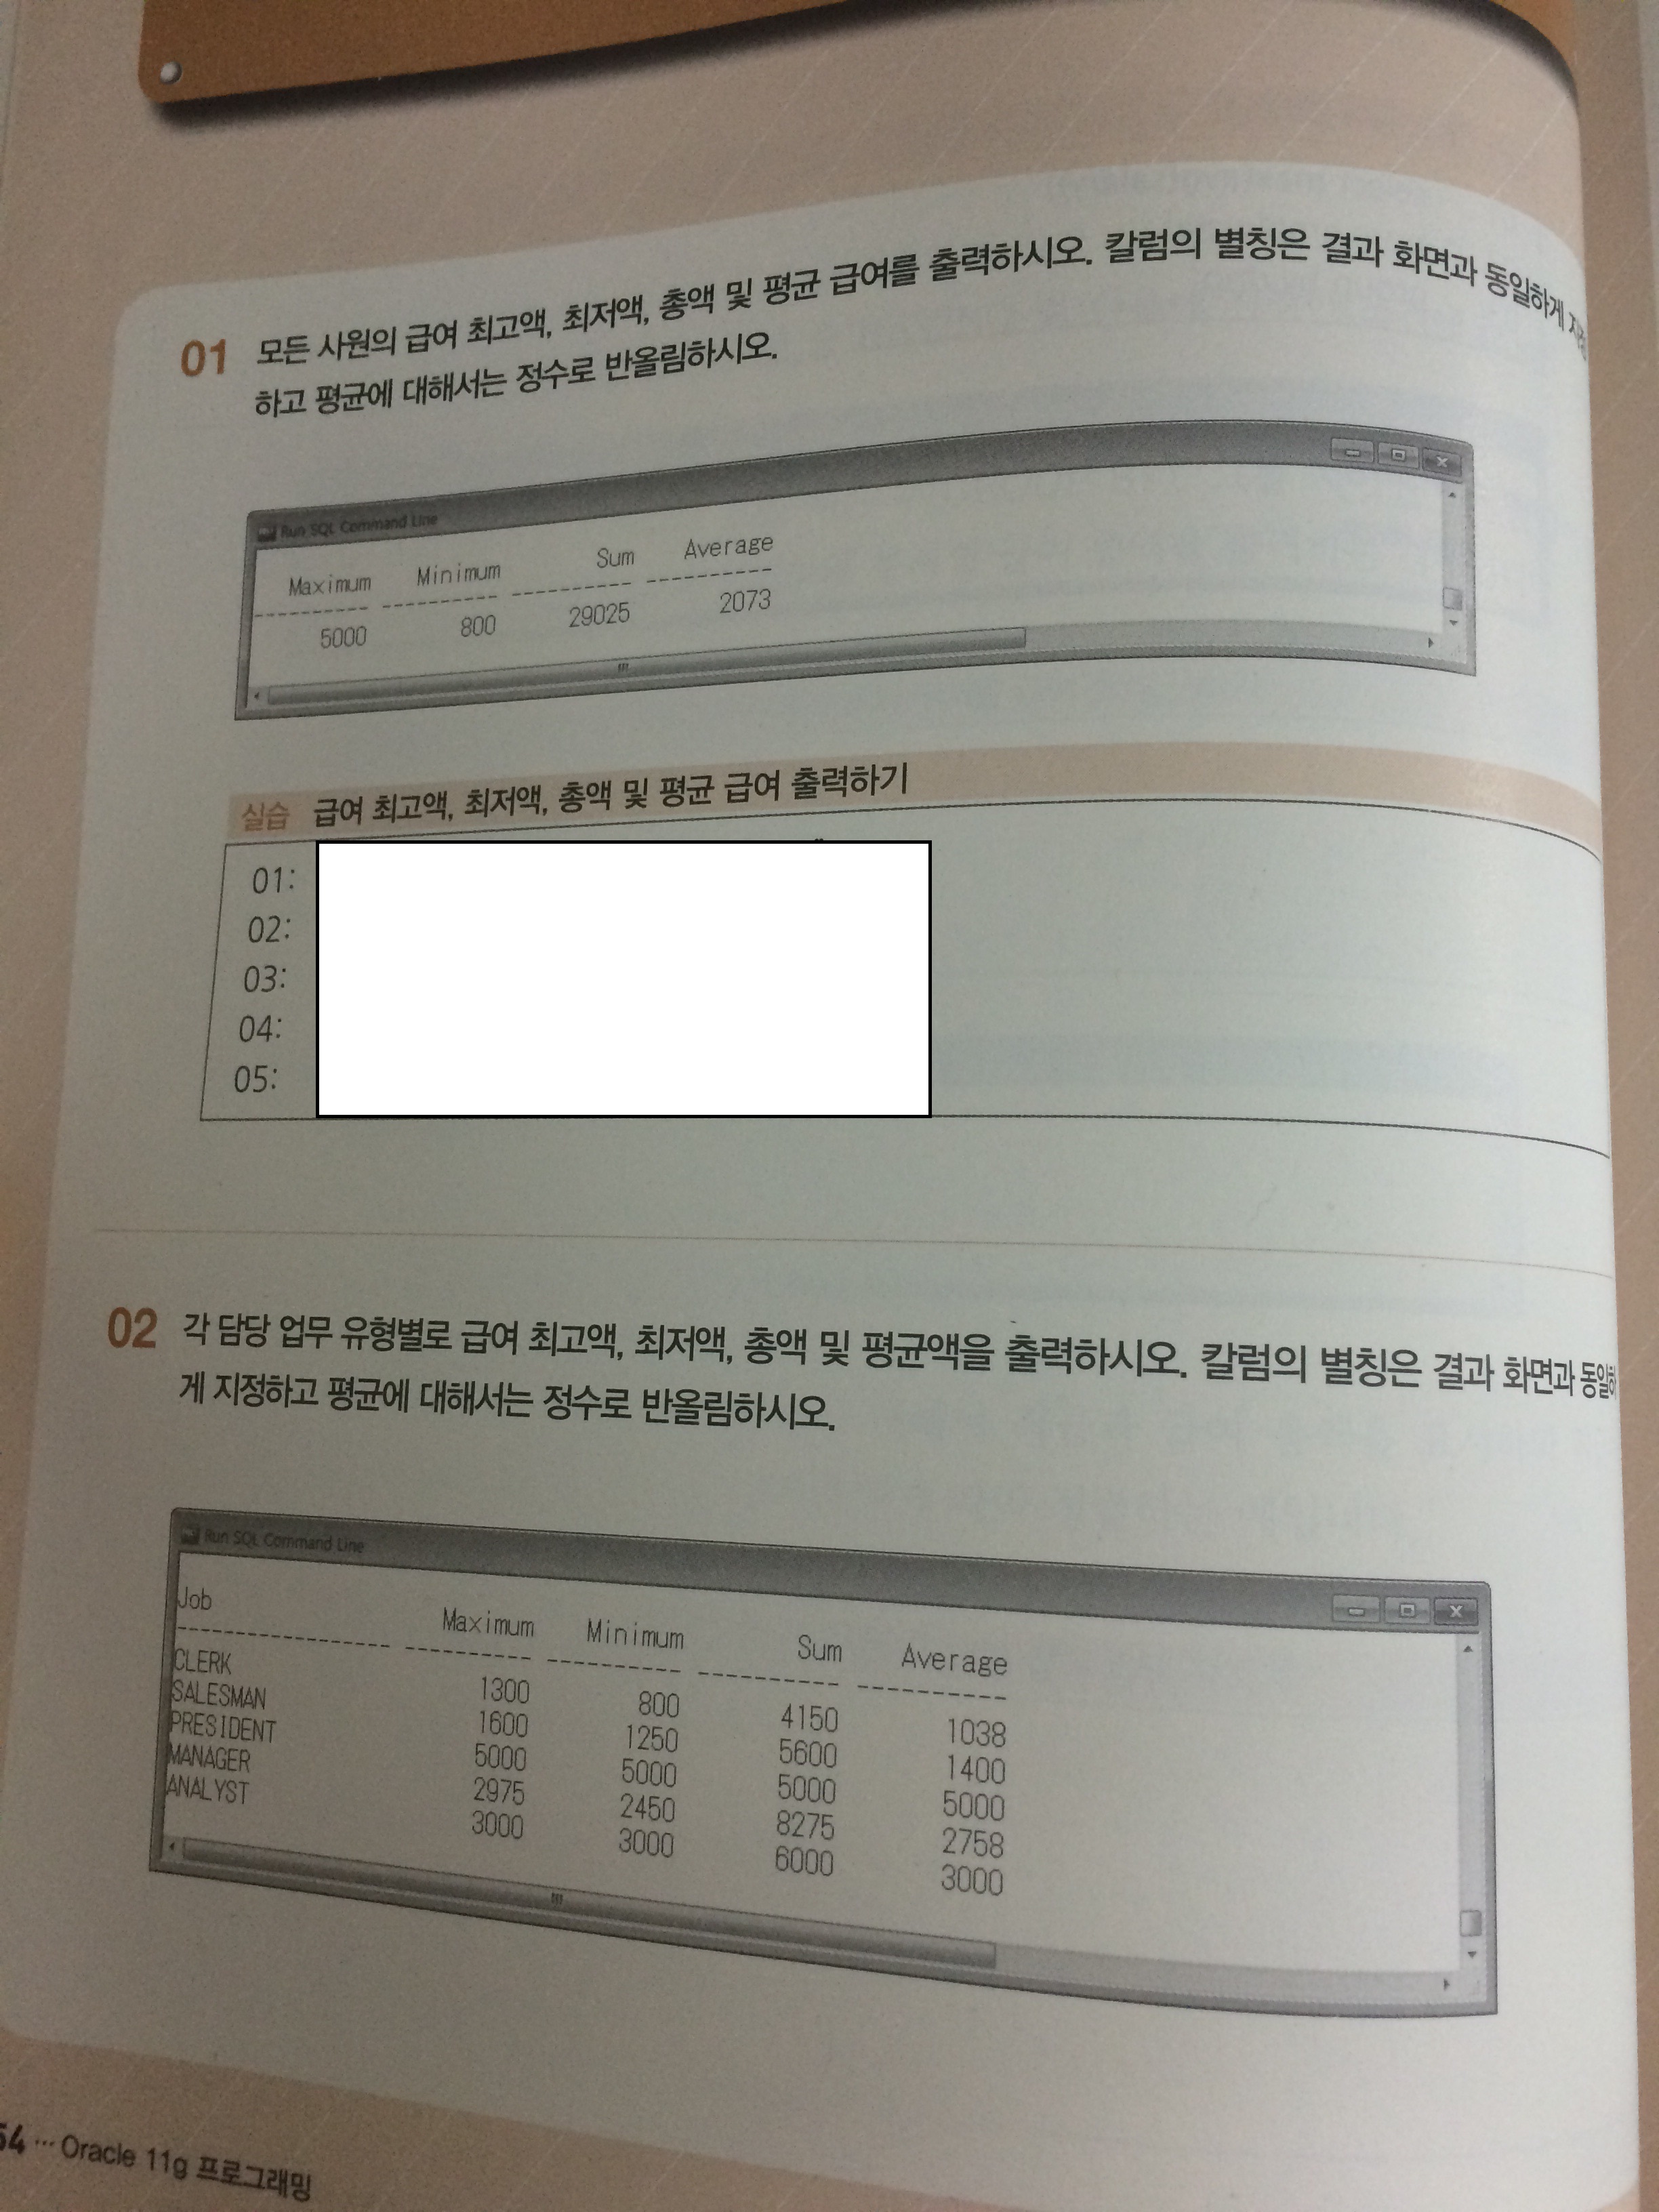 01 모든 사원의 급여 최고액, 최저액, 총액 및 평균 급여를 출력하시오. 칼럼의 별칭은 결과 화면과 동일하게
하고 평균에 대해서는 정수로 반올림하시오.
Run SQL Command Line
Maximum Minimum Sum Average
---------- ---------- ---------- ----------
5000 800 29025 2073
실습 급여 최고액, 최저액, 총액 및 평균 급여 출력하기
01:
02:
03:
04:
05:
02 각 담당 업무 유형별로 급여 최고액, 최저액, 총액 및 평균액을 출력하시오. 칼럼의 별칭은 결과 화면과 동일하
게 지정하고 평균에 대해서는 정수로 반올림하시오.
Run SQL Command Line
Job Maximum Minimum Sum Average
------------------ ---------- ---------- ---------- ----------
CLERK 1300 800 4150 1038
SALESMAN 1600 1250 5600 1400
PRESIDENT 5000 5000 5000 5000
MANAGER 2975 2450 8275 2758
ANALYST 3000 3000 6000 3000
54 … Oracle 11g 프로그래밍